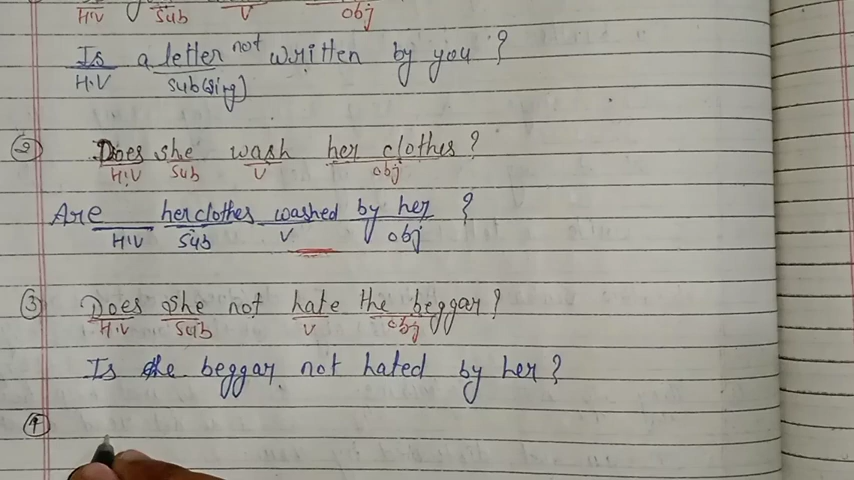 H.V Sub V Obj
Is a letter not written by you ?
H.V Sub(sing)
② Does she wash her clothes ?
H.V Sub V obj
Are her clothes washed by her ?
H.V Sub V obj
③ Does she not hate the beggar ?
H.V Sub V obj
Is the beggar not hated by her ?
④